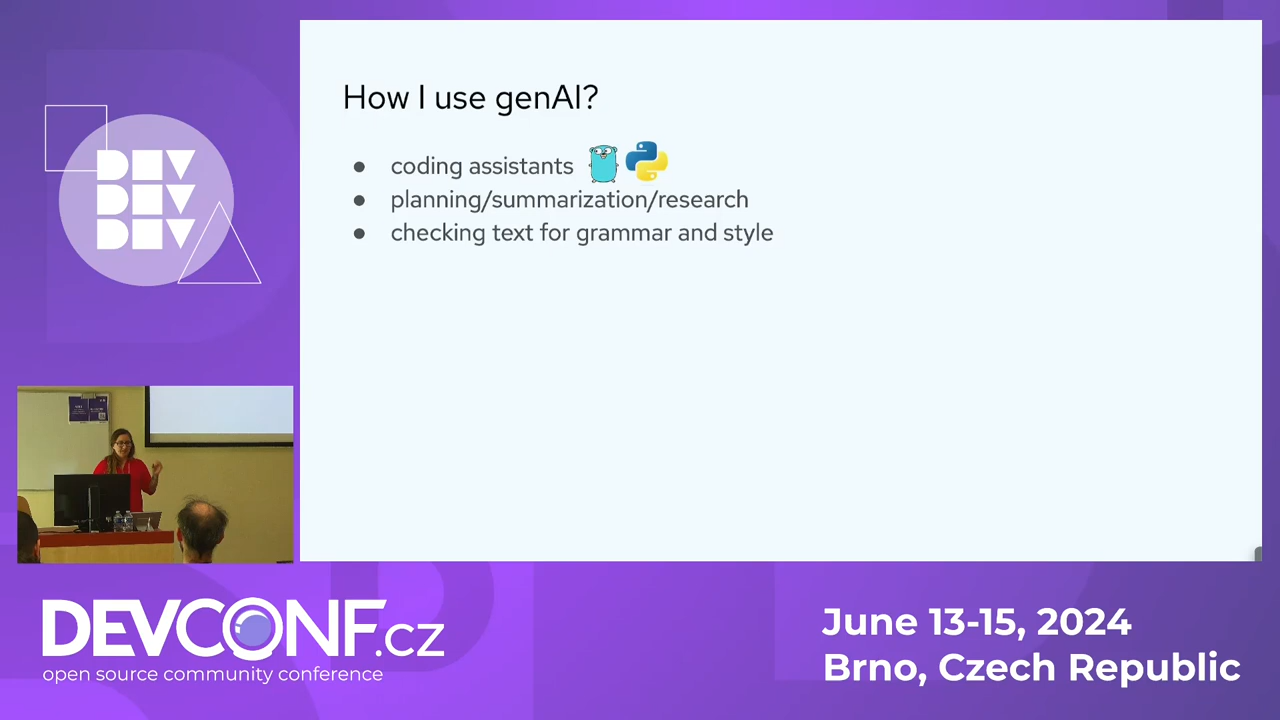 How I use genAI?
● coding assistants
● planning/summarization/research
● checking text for grammar and style
DEV
DEV
DEV
DEVCONF.cz
open source community conference
June 13-15, 2024
Brno, Czech Republic